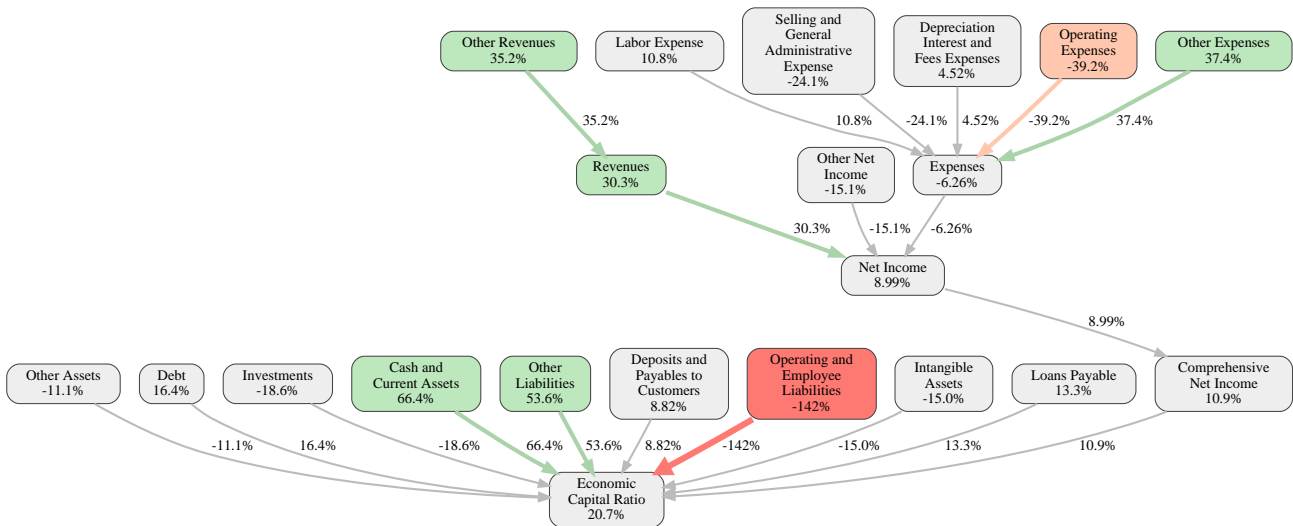 Other Revenues
35.2%
Labor Expense
10.8%
Selling and
General
Administrative
Expense
-24.1%
Depreciation
Interest and
Fees Expenses
4.52%
Operating
Expenses
-39.2%
Other Expenses
37.4%
35.2%
10.8%
-24.1%
4.52%
-39.2%
37.4%
Revenues
30.3%
Other Net
Income
-15.1%
Expenses
-6.26%
30.3%
-15.1%
-6.26%
Net Income
8.99%
8.99%
Other Assets
-11.1%
Debt
16.4%
Investments
-18.6%
Cash and
Current Assets
66.4%
Other
Liabilities
53.6%
Deposits and
Payables to
Customers
8.82%
Operating and
Employee
Liabilities
-142%
Intangible
Assets
-15.0%
Loans Payable
13.3%
Comprehensive
Net Income
10.9%
-11.1%
16.4%
-18.6%
66.4%
53.6%
8.82%
-142%
-15.0%
13.3%
10.9%
Economic
Capital Ratio
20.7%